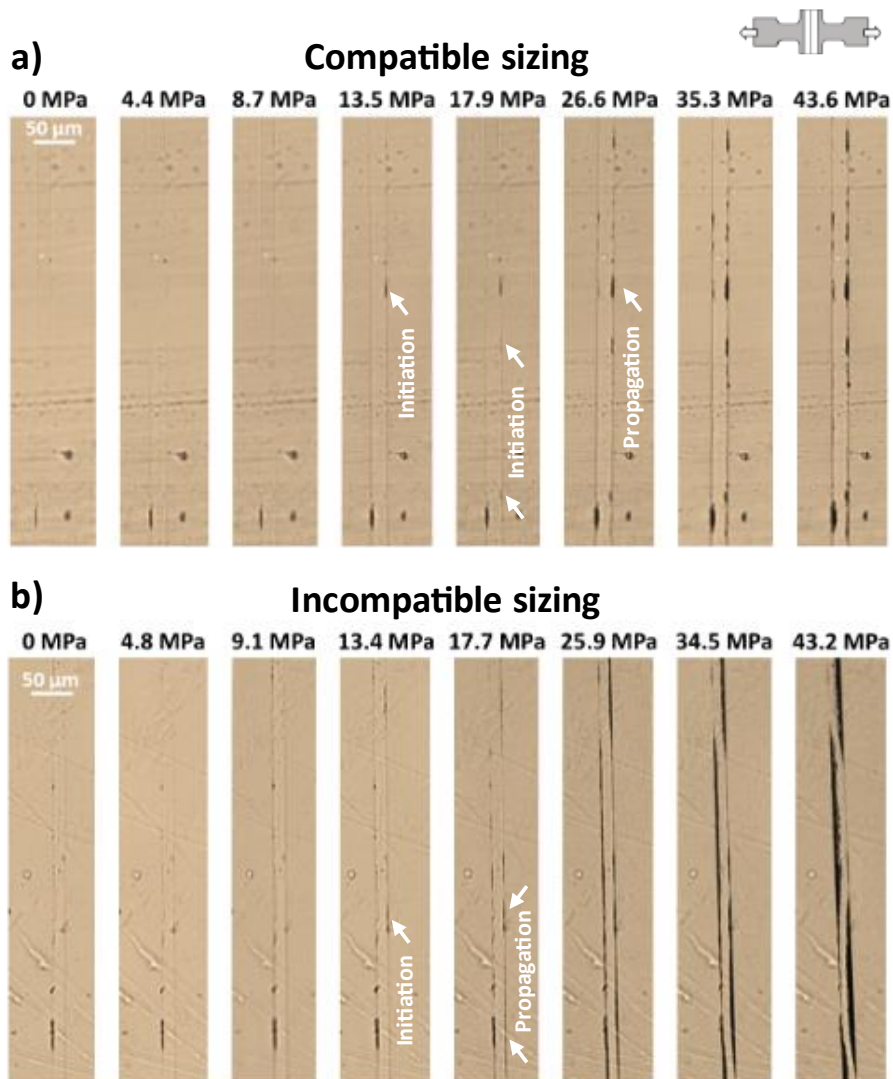 a)
Compatible sizing
0 MPa 4.4 MPa 8.7 MPa 13.5 MPa 17.9 MPa 26.6 MPa 35.3 MPa 43.6 MPa
50 µm
Initiation
Initiation
Propagation
b)
Incompatible sizing
0 MPa 4.8 MPa 9.1 MPa 13.4 MPa 17.7 MPa 25.9 MPa 34.5 MPa 43.2 MPa
50 µm
Initiation
Propagation